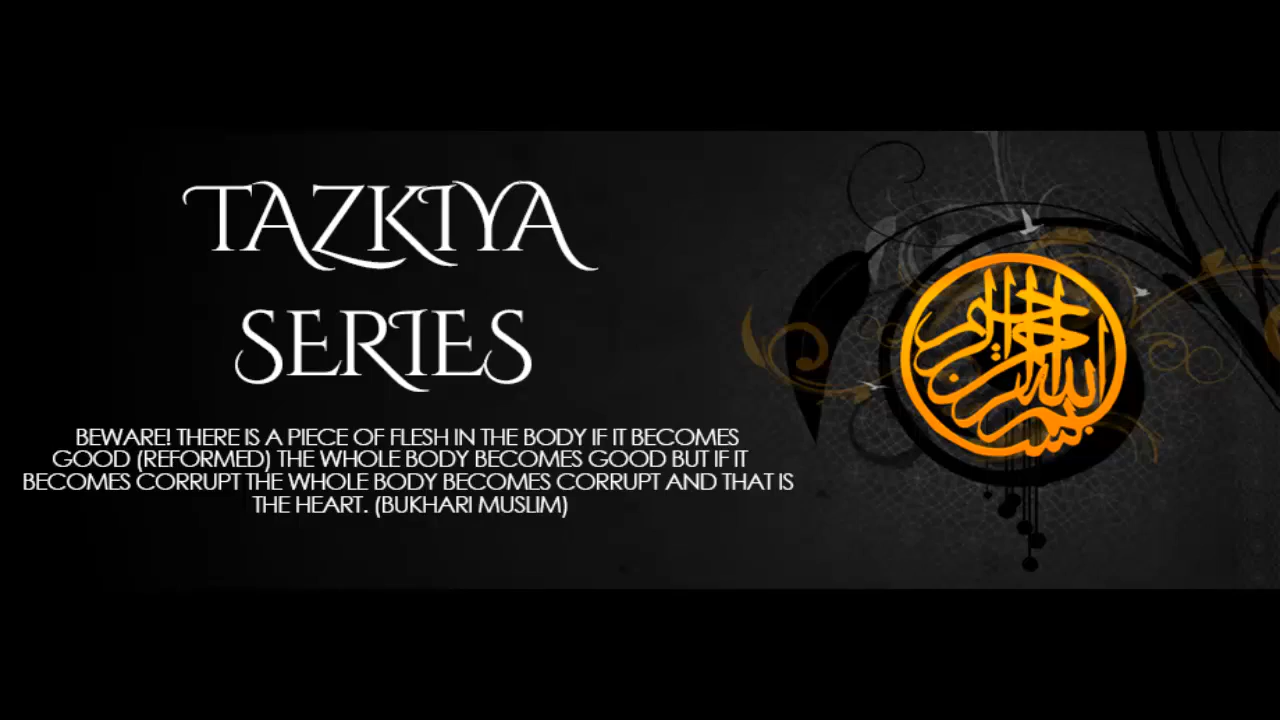 TAZKIYA
SERIES
BEWARE! THERE IS A PIECE OF FLESH IN THE BODY IF IT BECOMES
GOOD (REFORMED) THE WHOLE BODY BECOMES GOOD BUT IF IT
BECOMES CORRUPT THE WHOLE BODY BECOMES CORRUPT AND THAT IS
THE HEART. (BUKHARI MUSLIM)
بسم الله الرحمن الرحيم